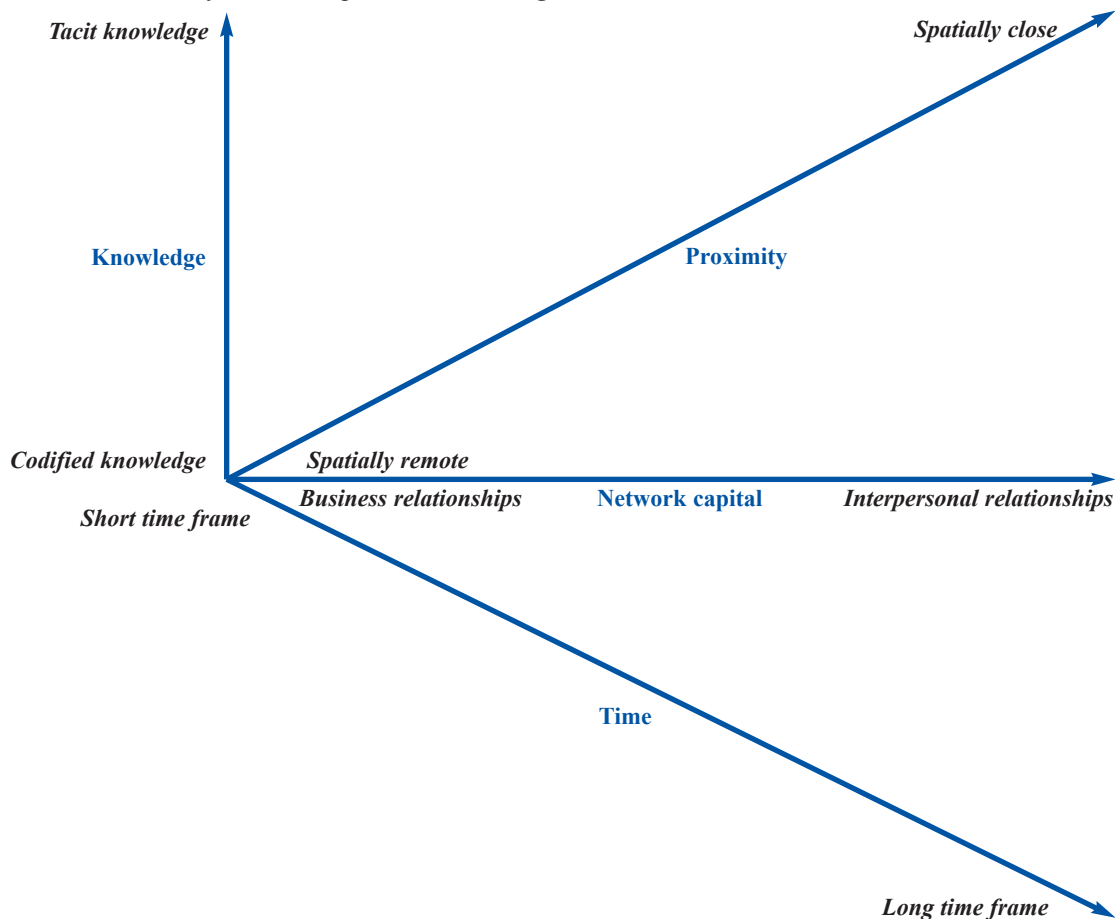 Tacit knowledge
Spatially close
Knowledge
Proximity
Codified knowledge
Spatially remote
Business relationships
Network capital
Interpersonal relationships
Short time frame
Time
Long time frame